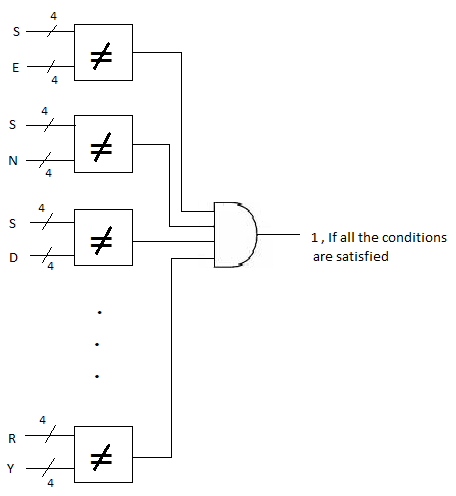 4
S
≠
E
4
4
S
≠
N
4
4
S
≠
D
4
1 , If all the conditions
are satisfied
4
R
≠
Y
4